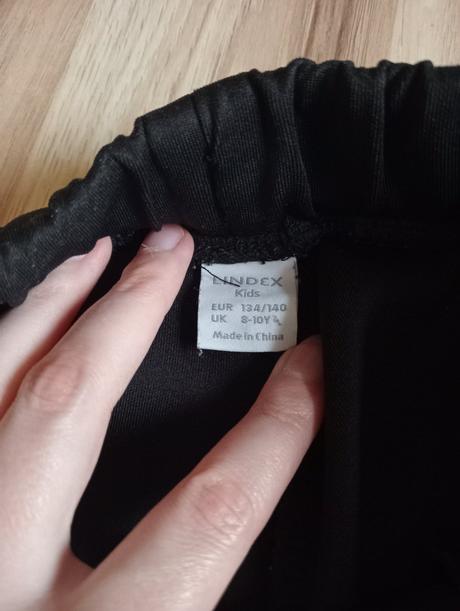 LINDEX
Kids
EUR 134/140
UK 8-10Y
Made in China